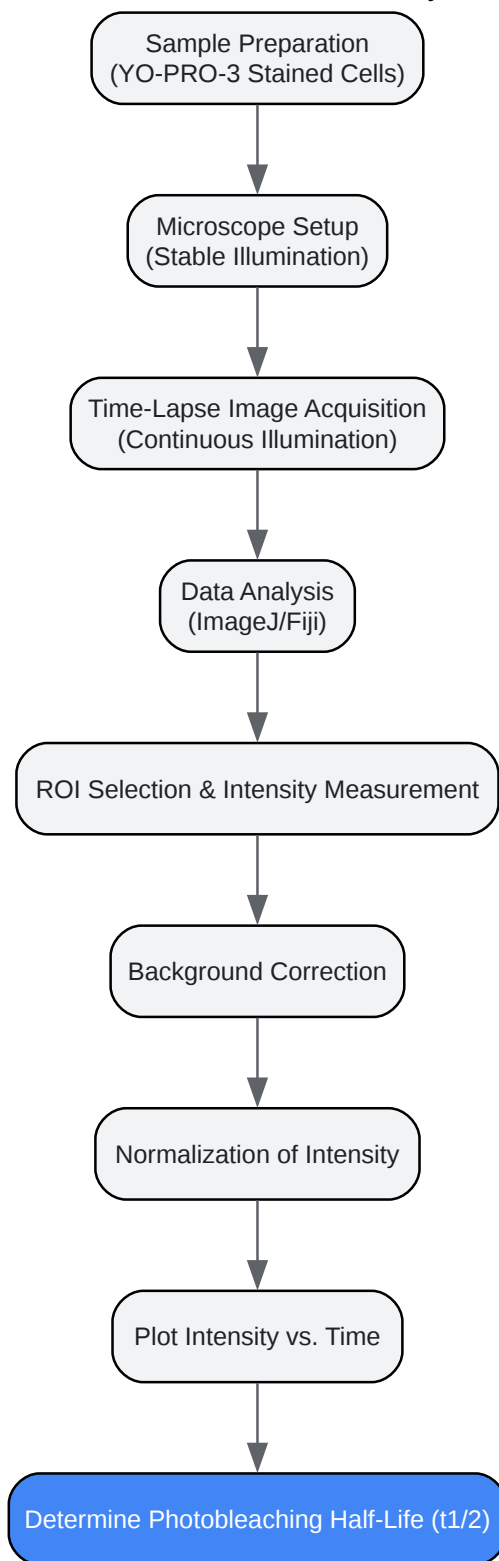 Sample Preparation
(YO-PRO-3 Stained Cells)
Microscope Setup
(Stable Illumination)
Time-Lapse Image Acquisition
(Continuous Illumination)
Data Analysis
(ImageJ/Fiji)
ROI Selection & Intensity Measurement
Background Correction
Normalization of Intensity
Plot Intensity vs. Time
Determine Photobleaching Half-Life (t1/2)